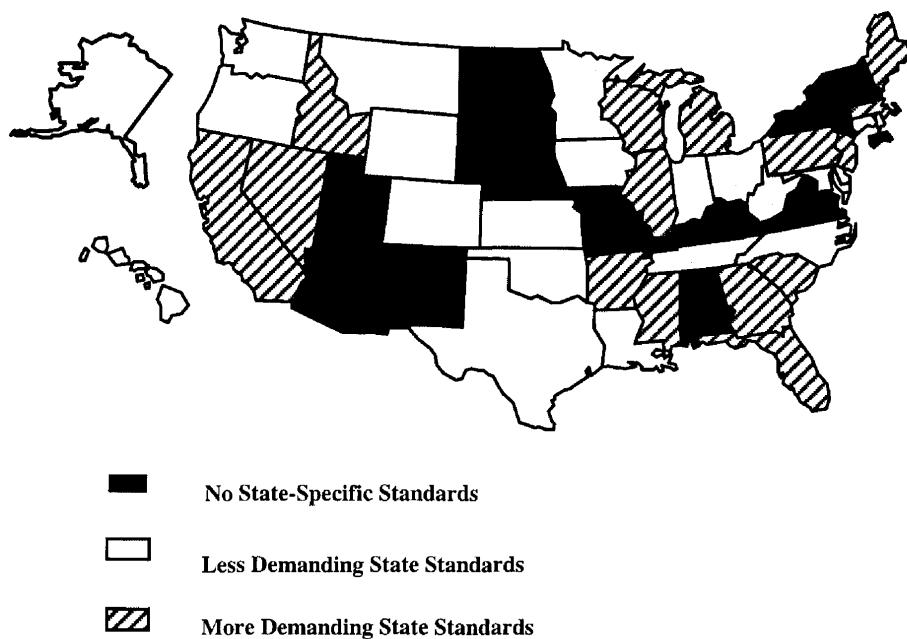 No State-Specific Standards
Less Demanding State Standards
More Demanding State Standards